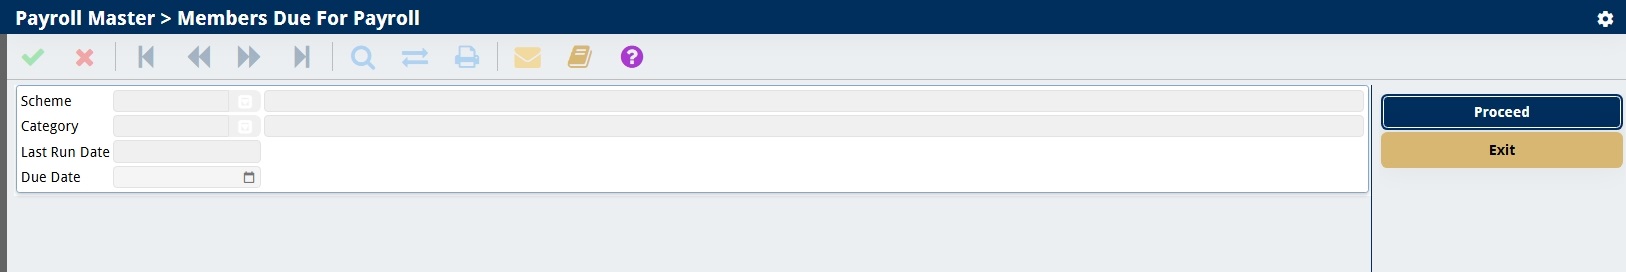 Payroll Master > Members Due For Payroll
?
Scheme
Category
Last Run Date
Due Date
Proceed
Exit